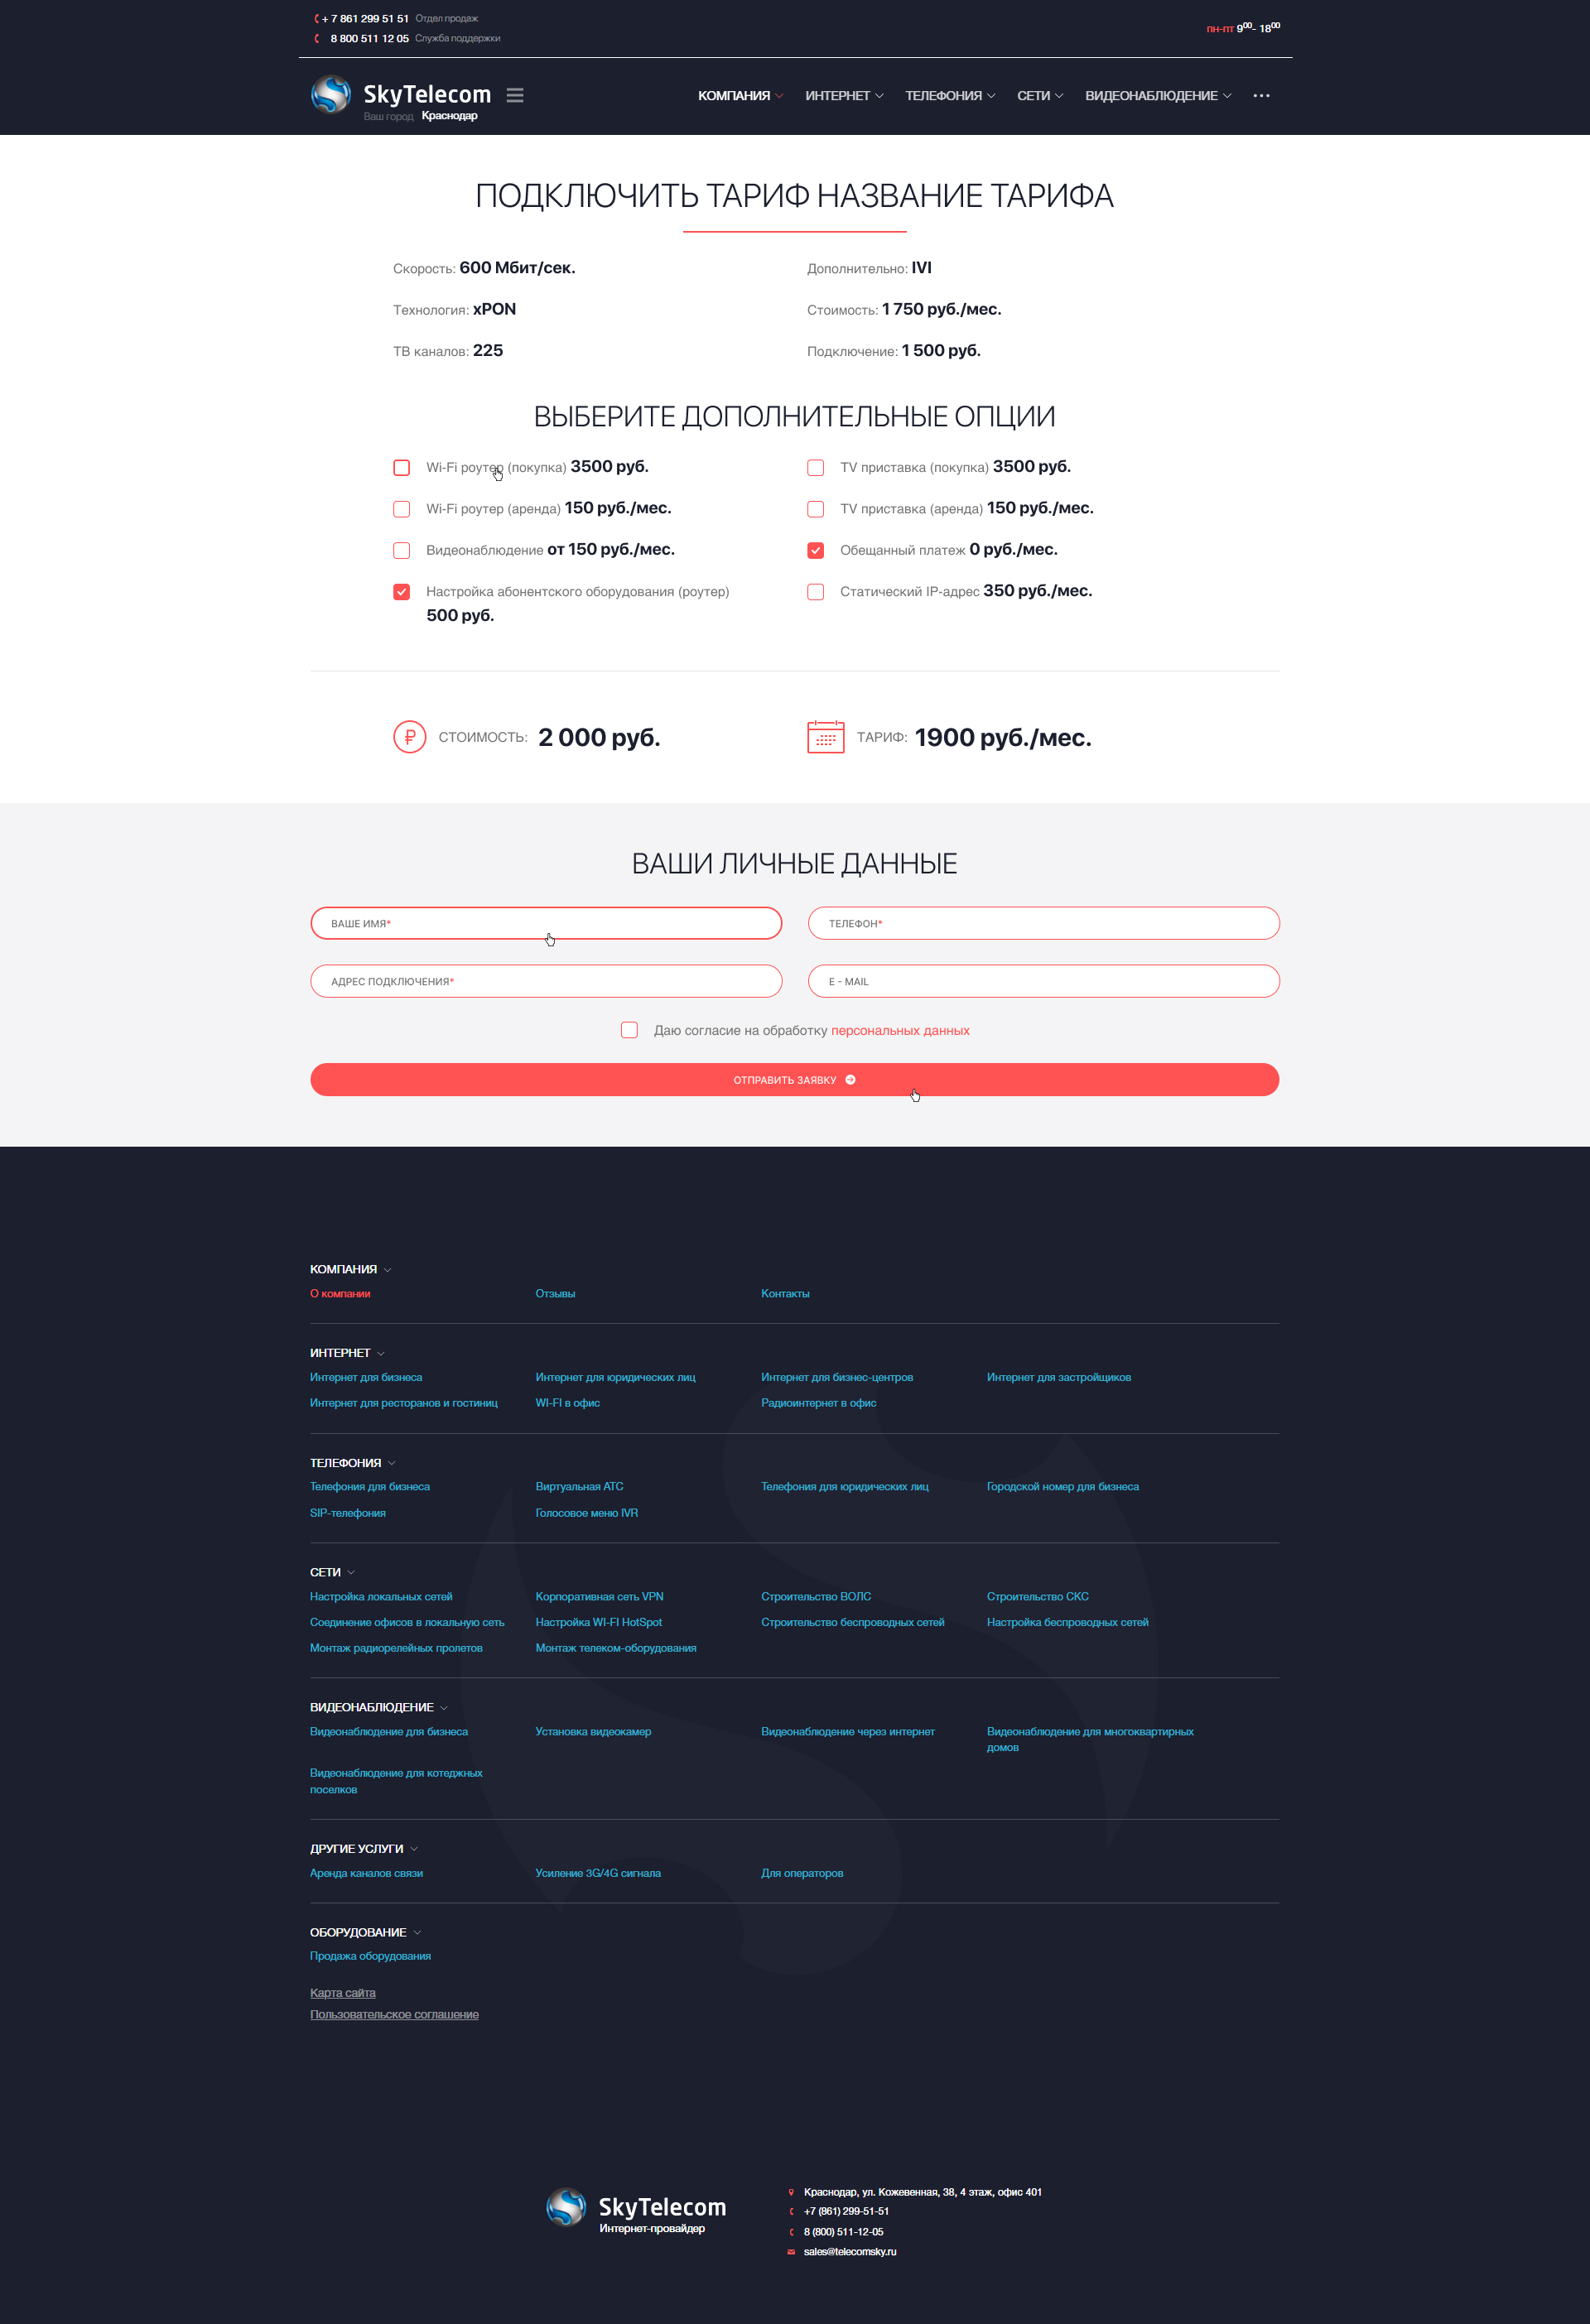 + 7 861 299 51 51 Отдел продаж
8 800 511 12 05 Служба поддержки
пн-пт 9⁰⁰- 18⁰⁰
SkyTelecom
Ваш город Краснодар
КОМПАНИЯ ИНТЕРНЕТ ТЕЛЕФОНИЯ СЕТИ ВИДЕОНАБЛЮДЕНИЕ
ПОДКЛЮЧИТЬ ТАРИФ НАЗВАНИЕ ТАРИФА
Скорость: 600 Мбит/сек.
Дополнительно: IVI
Технология: xPON
Стоимость: 1 750 руб./мес.
ТВ каналов: 225
Подключение: 1 500 руб.
ВЫБЕРИТЕ ДОПОЛНИТЕЛЬНЫЕ ОПЦИИ
Wi-Fi роутер (покупка) 3500 руб.
TV приставка (покупка) 3500 руб.
Wi-Fi роутер (аренда) 150 руб./мес.
TV приставка (аренда) 150 руб./мес.
Видеонаблюдение от 150 руб./мес.
Обещанный платеж 0 руб./мес.
Настройка абонентского оборудования (роутер)
500 руб.
Статический IP-адрес 350 руб./мес.
СТОИМОСТЬ: 2 000 руб.
ТАРИФ: 1900 руб./мес.
ВАШИ ЛИЧНЫЕ ДАННЫЕ
ВАШЕ ИМЯ*
ТЕЛЕФОН*
АДРЕС ПОДКЛЮЧЕНИЯ*
E - MAIL
Даю согласие на обработку персональных данных
ОТПРАВИТЬ ЗАЯВКУ
КОМПАНИЯ
О компании Отзывы Контакты
ИНТЕРНЕТ
Интернет для бизнеса Интернет для юридических лиц Интернет для бизнес-центров Интернет для застройщиков
Интернет для ресторанов и гостиниц WI-FI в офис Радиоинтернет в офис
ТЕЛЕФОНИЯ
Телефония для бизнеса Виртуальная АТС Телефония для юридических лиц Городской номер для бизнеса
SIP-телефония Голосовое меню IVR
СЕТИ
Настройка локальных сетей Корпоративная сеть VPN Строительство ВОЛС Строительство СКС
Соединение офисов в локальную сеть Настройка WI-FI HotSpot Строительство беспроводных сетей Настройка беспроводных сетей
Монтаж радиорелейных пролетов Монтаж телеком-оборудования
ВИДЕОНАБЛЮДЕНИЕ
Видеонаблюдение для бизнеса Установка видеокамер Видеонаблюдение через интернет Видеонаблюдение для многоквартирных
домов
Видеонаблюдение для котеджных
поселков
ДРУГИЕ УСЛУГИ
Аренда каналов связи Усиление 3G/4G сигнала Для операторов
ОБОРУДОВАНИЕ
Продажа оборудования
Карта сайта
Пользовательское соглашение
SkyTelecom
Интернет-провайдер
Краснодар, ул. Кожевенная, 38, 4 этаж, офис 401
+7 (861) 299-51-51
8 (800) 511-12-05
sales@telecomsky.ru